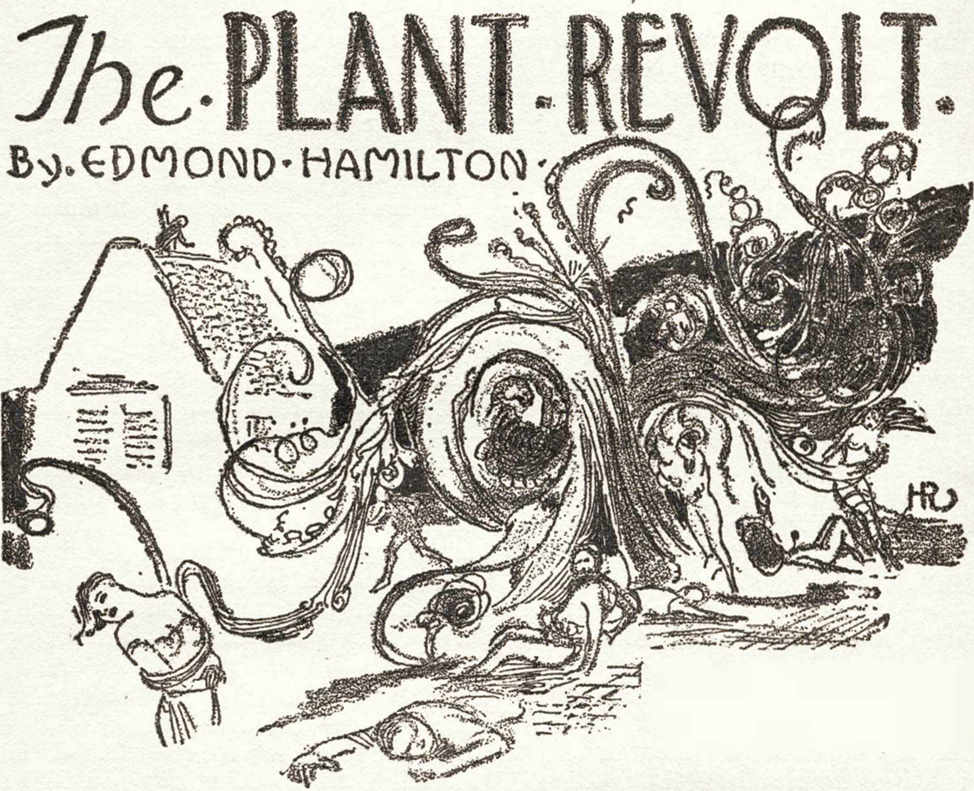 The · PLANT · REVOLT ·
By. EDMOND · HAMILTON ·
HR